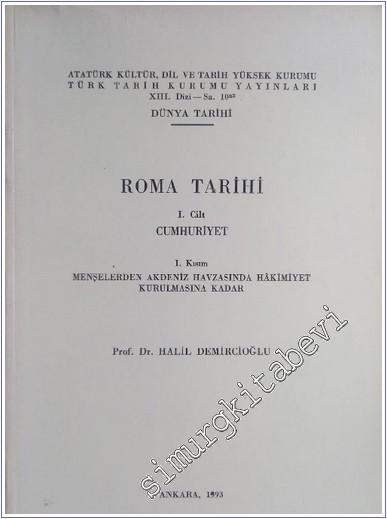 ATATÜRK KÜLTÜR, DİL VE TARİH YÜKSEK KURUMU
TÜRK TARİH KURUMU YAYINLARI
XIII. Dizi — Sa. 10a2
DÜNYA TARİHİ
ROMA TARİHİ
I. Cilt
CUMHURİYET
I. Kısım
MENŞELERDEN AKDENİZ HAVZASINDA HÂKİMİYET
KURULMASINA KADAR
Prof. Dr. HALİL DEMİRCİOĞLU
simurgkitabevi
ANKARA, 1993